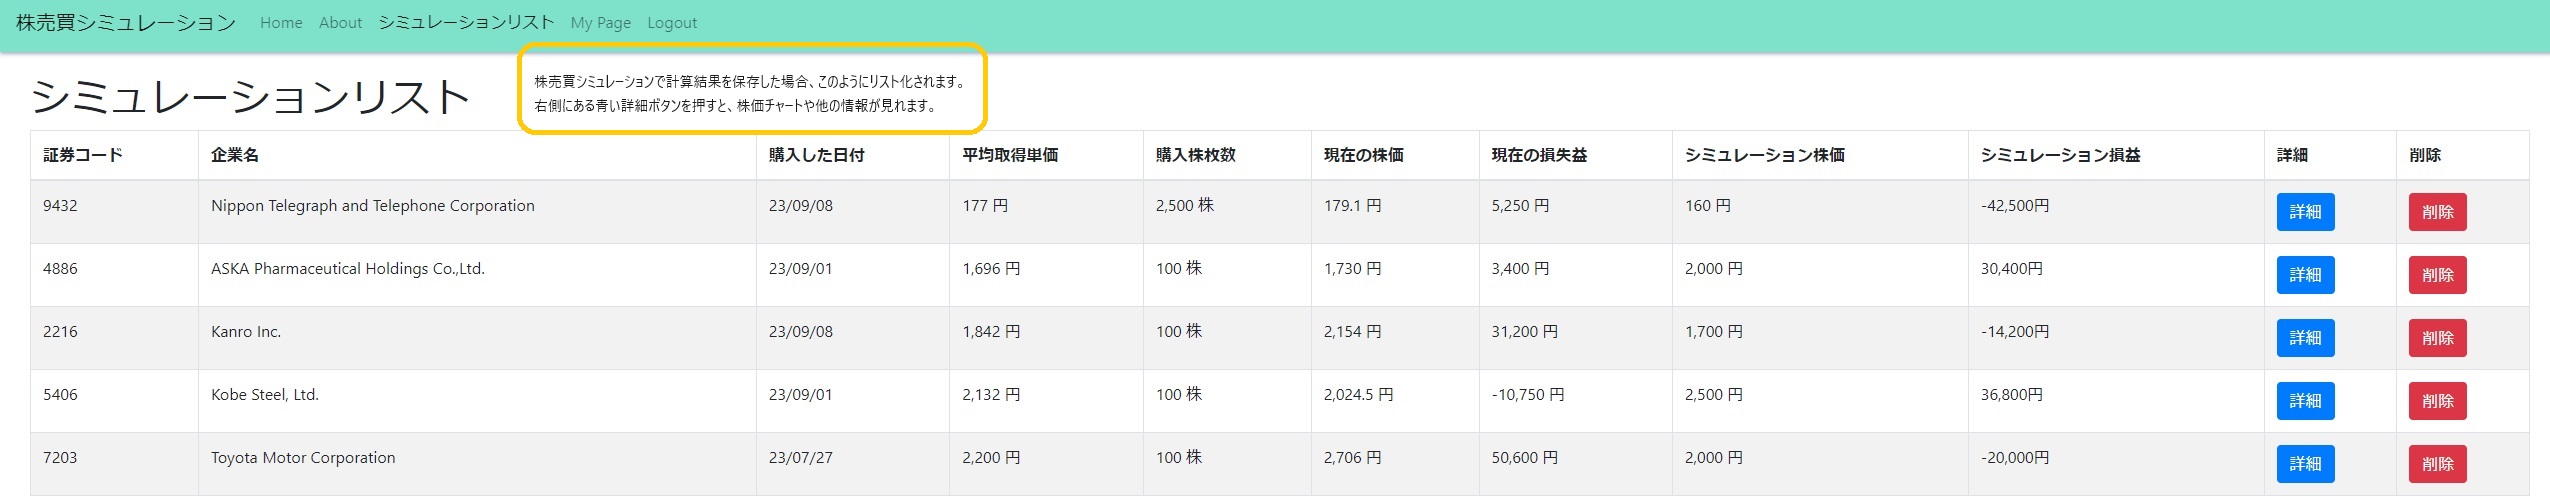 株売買シミュレーション Home About シミュレーションリスト My Page Logout
シミュレーションリスト
株売買シミュレーションで計算結果を保存した場合、このようにリスト化されます。
右側にある青い詳細ボタンを押すと、株価チャートや他の情報が見れます。
証券コード 企業名 購入した日付 平均取得単価 購入株枚数 現在の株価 現在の損失益 シミュレーション株価 シミュレーション損益 詳細 削除
9432 Nippon Telegraph and Telephone Corporation 23/09/08 177 円 2,500 株 179.1 円 5,250 円 160 円 -42,500円 詳細 削除
4886 ASKA Pharmaceutical Holdings Co.,Ltd. 23/09/01 1,696 円 100 株 1,730 円 3,400 円 2,000 円 30,400円 詳細 削除
2216 Kanro Inc. 23/09/08 1,842 円 100 株 2,154 円 31,200 円 1,700 円 -14,200円 詳細 削除
5406 Kobe Steel, Ltd. 23/09/01 2,132 円 100 株 2,024.5 円 -10,750 円 2,500 円 36,800円 詳細 削除
7203 Toyota Motor Corporation 23/07/27 2,200 円 100 株 2,706 円 50,600 円 2,000 円 -20,000円 詳細 削除